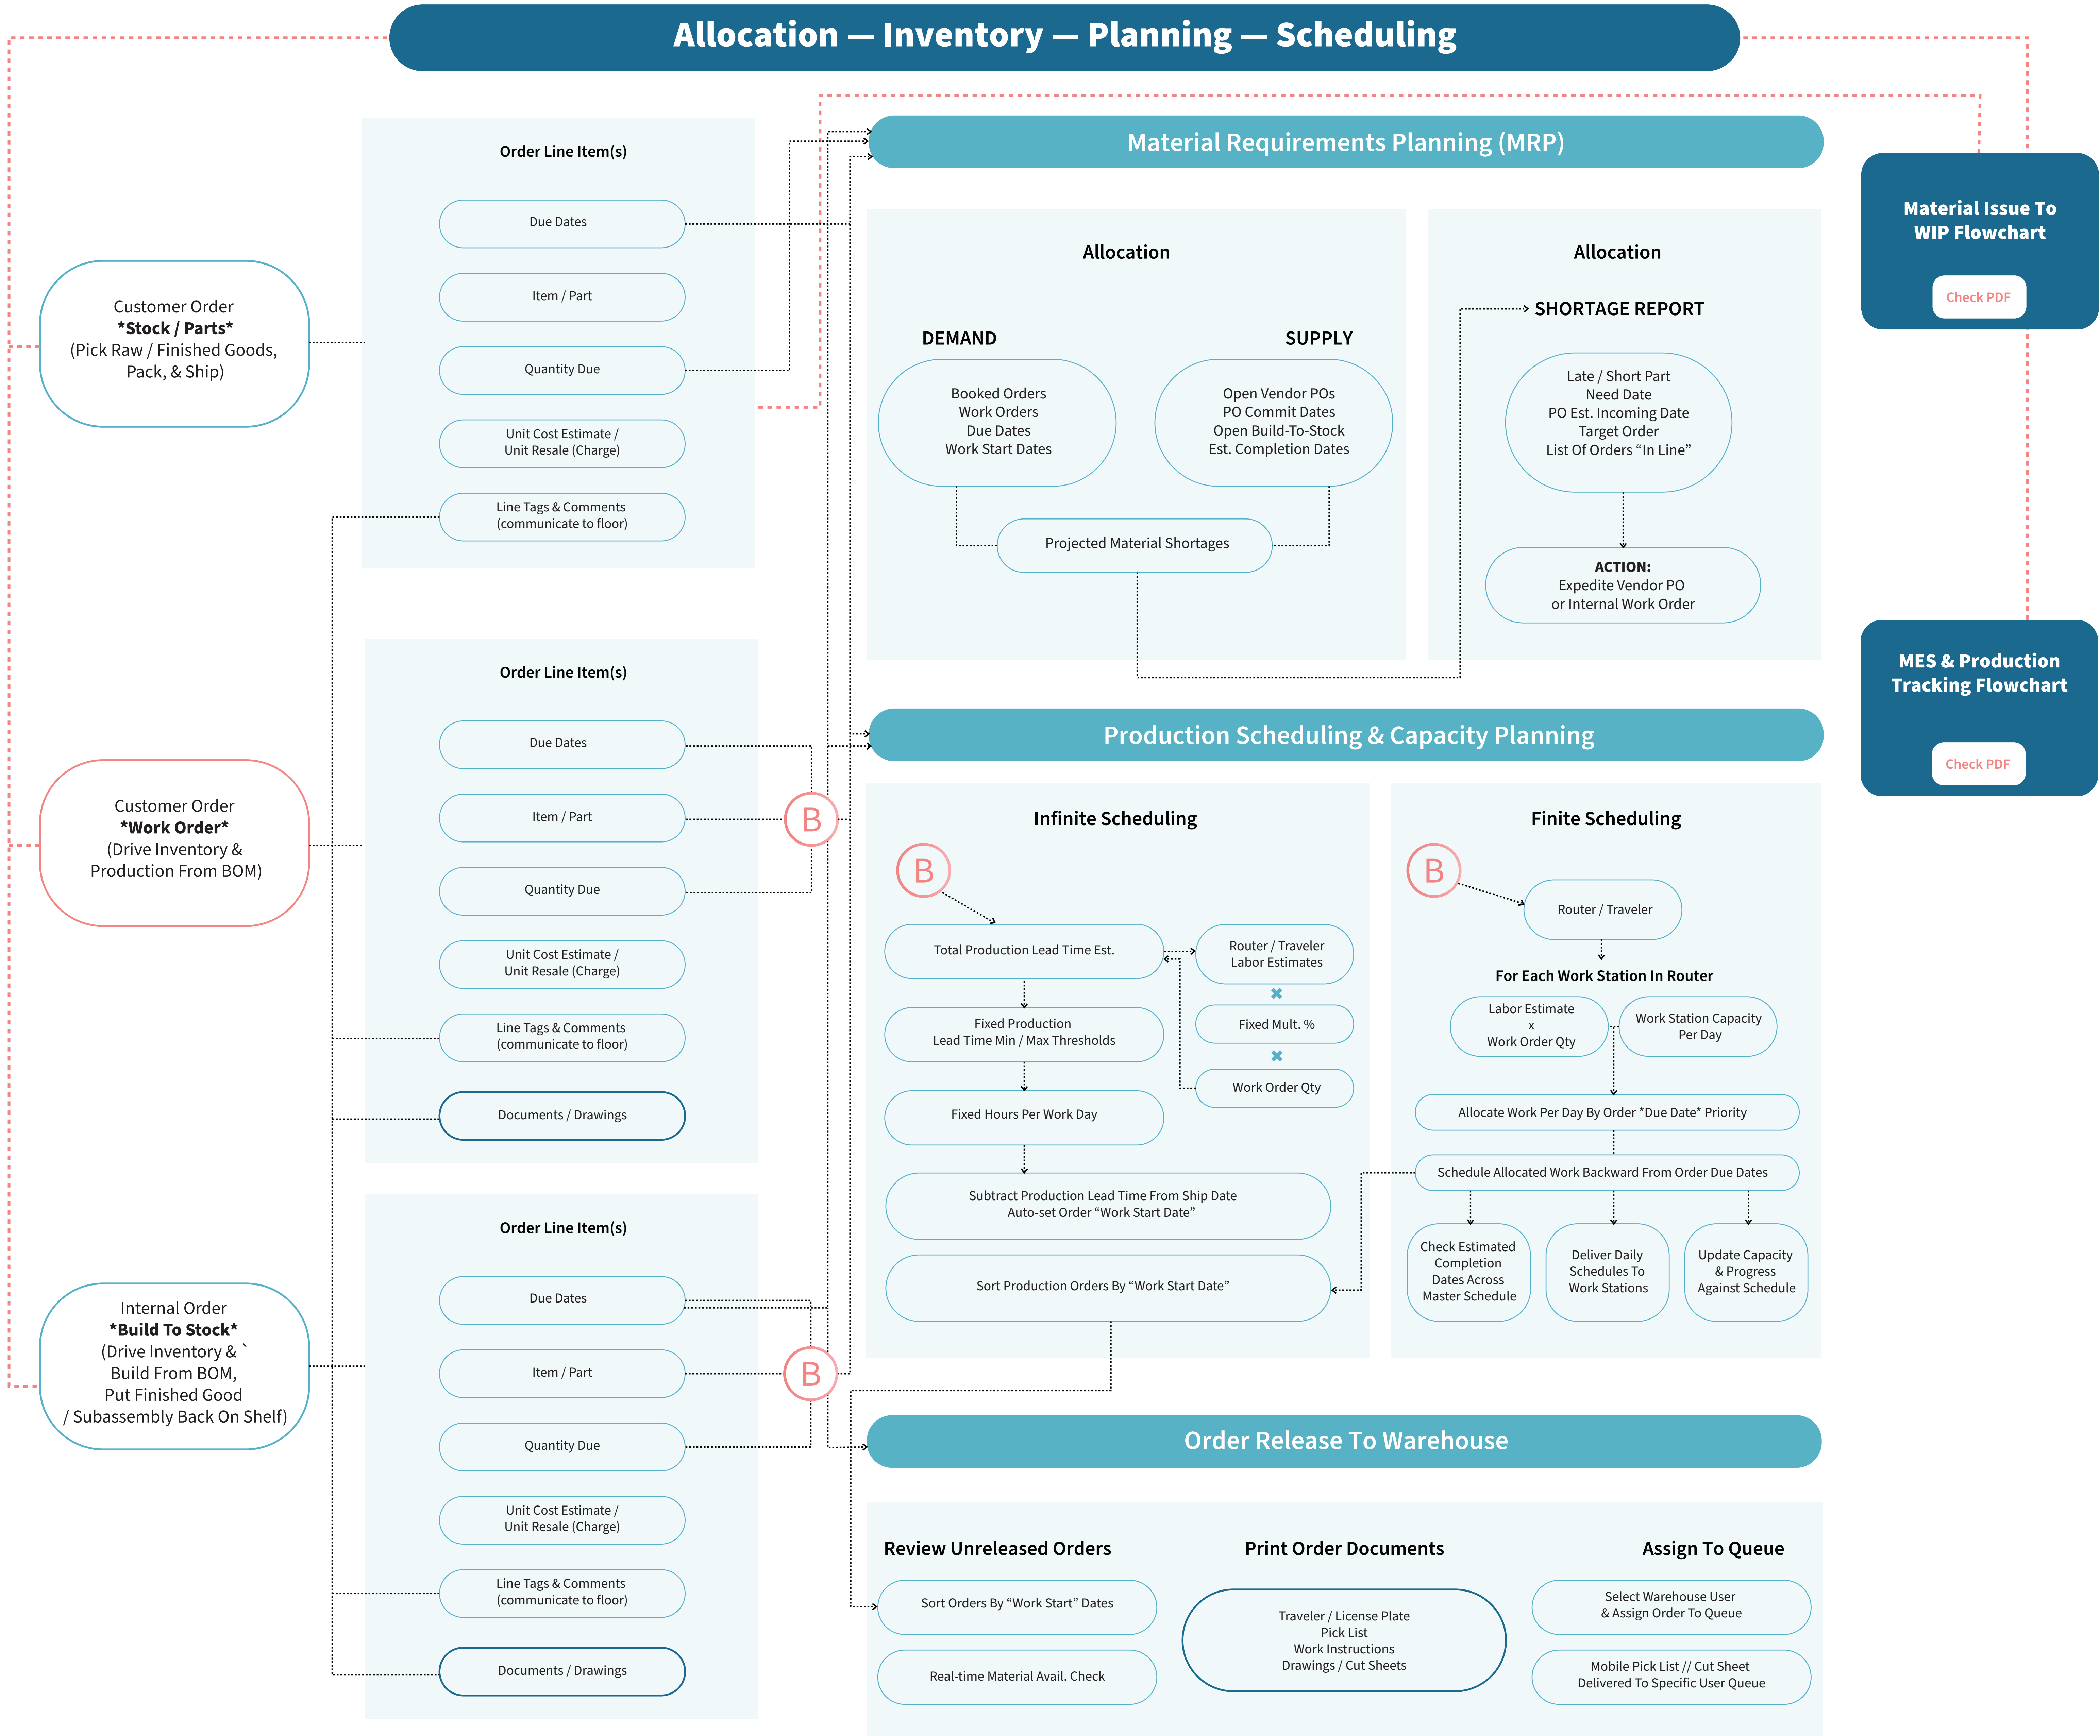 Allocation — Inventory — Planning — Scheduling
Customer Order
*Stock / Parts*
(Pick Raw / Finished Goods,
Pack, & Ship)
Order Line Item(s)
Due Dates
Item / Part
Quantity Due
Unit Cost Estimate /
Unit Resale (Charge)
Line Tags & Comments
(communicate to floor)
Customer Order
*Work Order*
(Drive Inventory &
Production From BOM)
Order Line Item(s)
Due Dates
Item / Part
Quantity Due
Unit Cost Estimate /
Unit Resale (Charge)
Line Tags & Comments
(communicate to floor)
Documents / Drawings
B
Internal Order
*Build To Stock*
(Drive Inventory & `
Build From BOM,
Put Finished Good
/ Subassembly Back On Shelf)
Order Line Item(s)
Due Dates
Item / Part
Quantity Due
Unit Cost Estimate /
Unit Resale (Charge)
Line Tags & Comments
(communicate to floor)
Documents / Drawings
B
Material Requirements Planning (MRP)
Allocation
DEMAND
Booked Orders
Work Orders
Due Dates
Work Start Dates
SUPPLY
Open Vendor POs
PO Commit Dates
Open Build-To-Stock
Est. Completion Dates
Projected Material Shortages
Allocation
SHORTAGE REPORT
Late / Short Part
Need Date
PO Est. Incoming Date
Target Order
List Of Orders “In Line”
ACTION:
Expedite Vendor PO
or Internal Work Order
Production Scheduling & Capacity Planning
Infinite Scheduling
B
Total Production Lead Time Est.
Fixed Production
Lead Time Min / Max Thresholds
Fixed Hours Per Work Day
Router / Traveler
Labor Estimates
✖
Fixed Mult. %
✖
Work Order Qty
Subtract Production Lead Time From Ship Date
Auto-set Order “Work Start Date”
Sort Production Orders By “Work Start Date”
Finite Scheduling
B
Router / Traveler
For Each Work Station In Router
Labor Estimate
x
Work Order Qty
Work Station Capacity
Per Day
Allocate Work Per Day By Order *Due Date* Priority
Schedule Allocated Work Backward From Order Due Dates
Check Estimated
Completion
Dates Across
Master Schedule
Deliver Daily
Schedules To
Work Stations
Update Capacity
& Progress
Against Schedule
Order Release To Warehouse
Review Unreleased Orders
Sort Orders By “Work Start” Dates
Real-time Material Avail. Check
Print Order Documents
Traveler / License Plate
Pick List
Work Instructions
Drawings / Cut Sheets
Assign To Queue
Select Warehouse User
& Assign Order To Queue
Mobile Pick List // Cut Sheet
Delivered To Specific User Queue
Material Issue To
WIP Flowchart
Check PDF
MES & Production
Tracking Flowchart
Check PDF